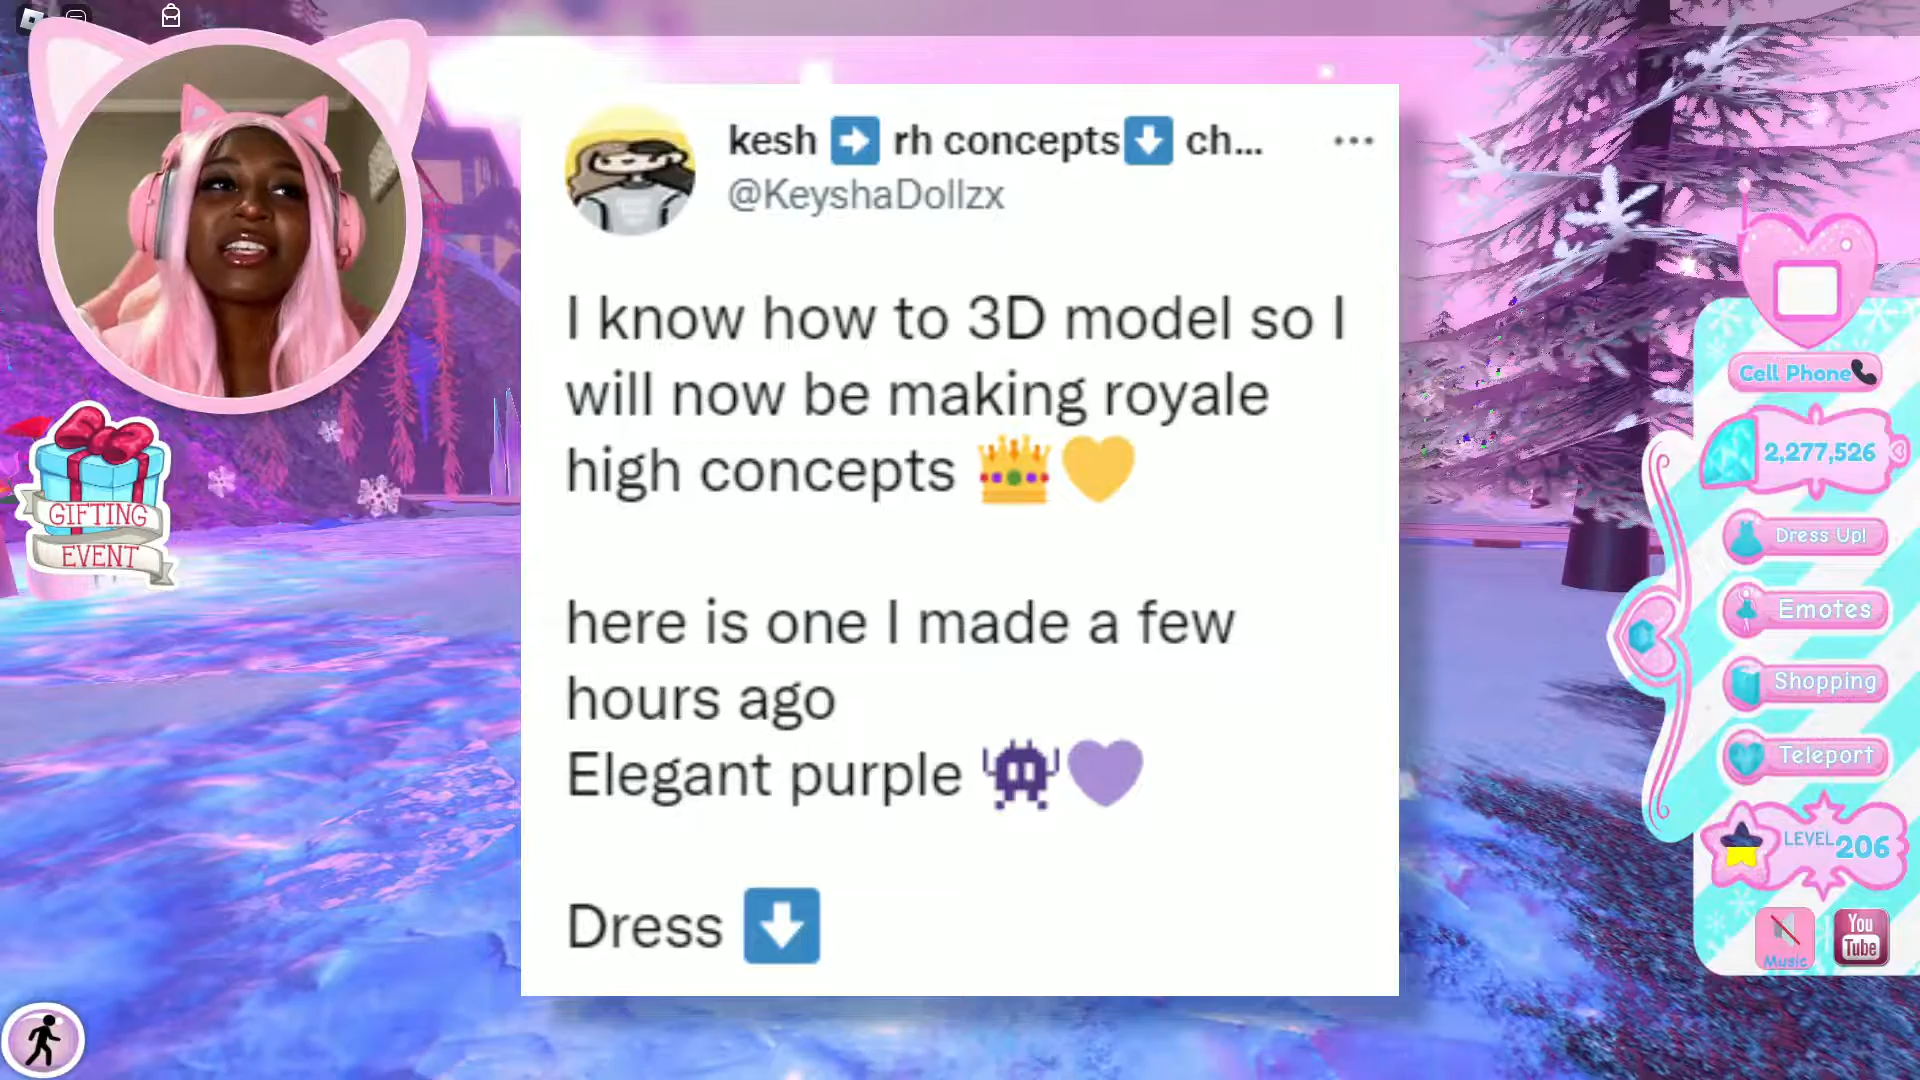 kesh ➡️ rh concepts⬇️ ch...
@KeyshaDollzx
I know how to 3D model so I
will now be making royale
high concepts 👑💛
here is one I made a few
hours ago
Elegant purple 👾💜
Dress ⬇️
GIFTING
EVENT
Cell Phone
2,277,526
Dress Up!
Emotes
Shopping
Teleport
LEVEL 206
Music
You
Tube